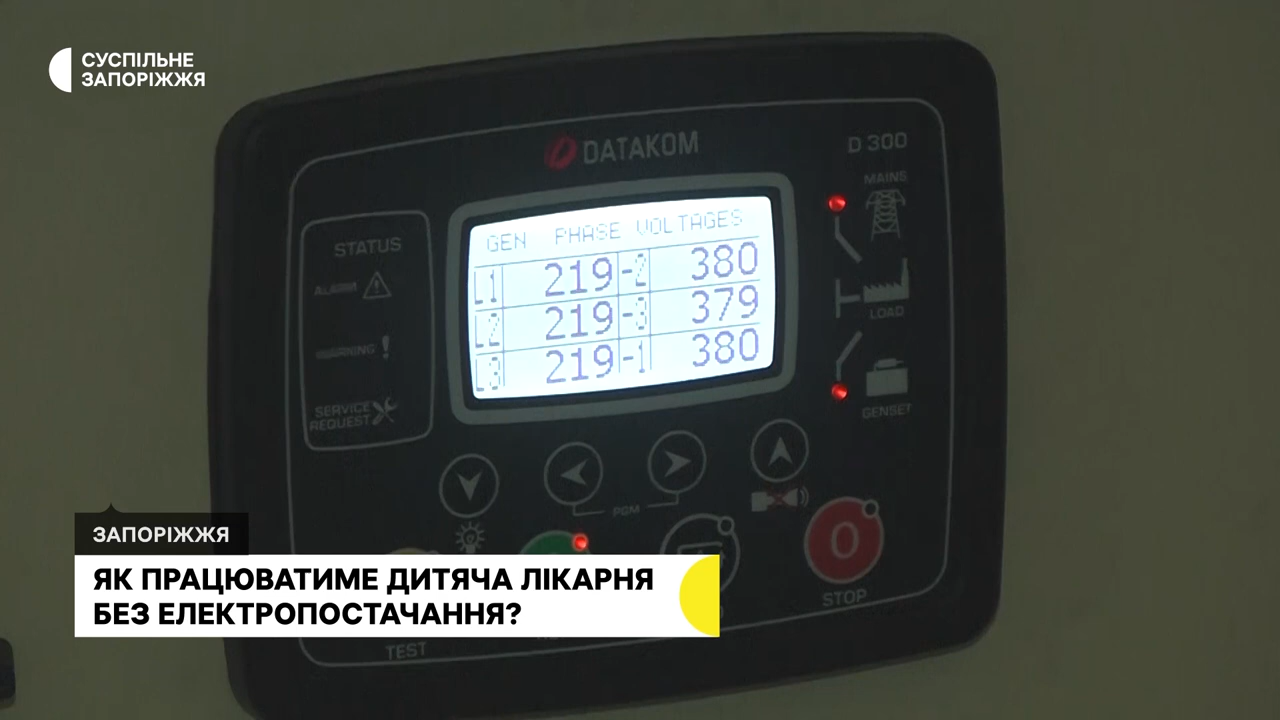 СУСПІЛЬНЕ
ЗАПОРІЖЖЯ
DATAKOM
D 300
MAINS
STATUS
GEN PHASE VOLTAGES
L1 219 -2 380
L2 219 -3 379
L3 219 -1 380
ALARM
WARNING !
SERVICE
REQUEST
LOAD
GENSET
PGM
0
STOP
TEST
ЗАПОРІЖЖЯ
ЯК ПРАЦЮВАТИМЕ ДИТЯЧА ЛІКАРНЯ
БЕЗ ЕЛЕКТРОПОСТАЧАННЯ?